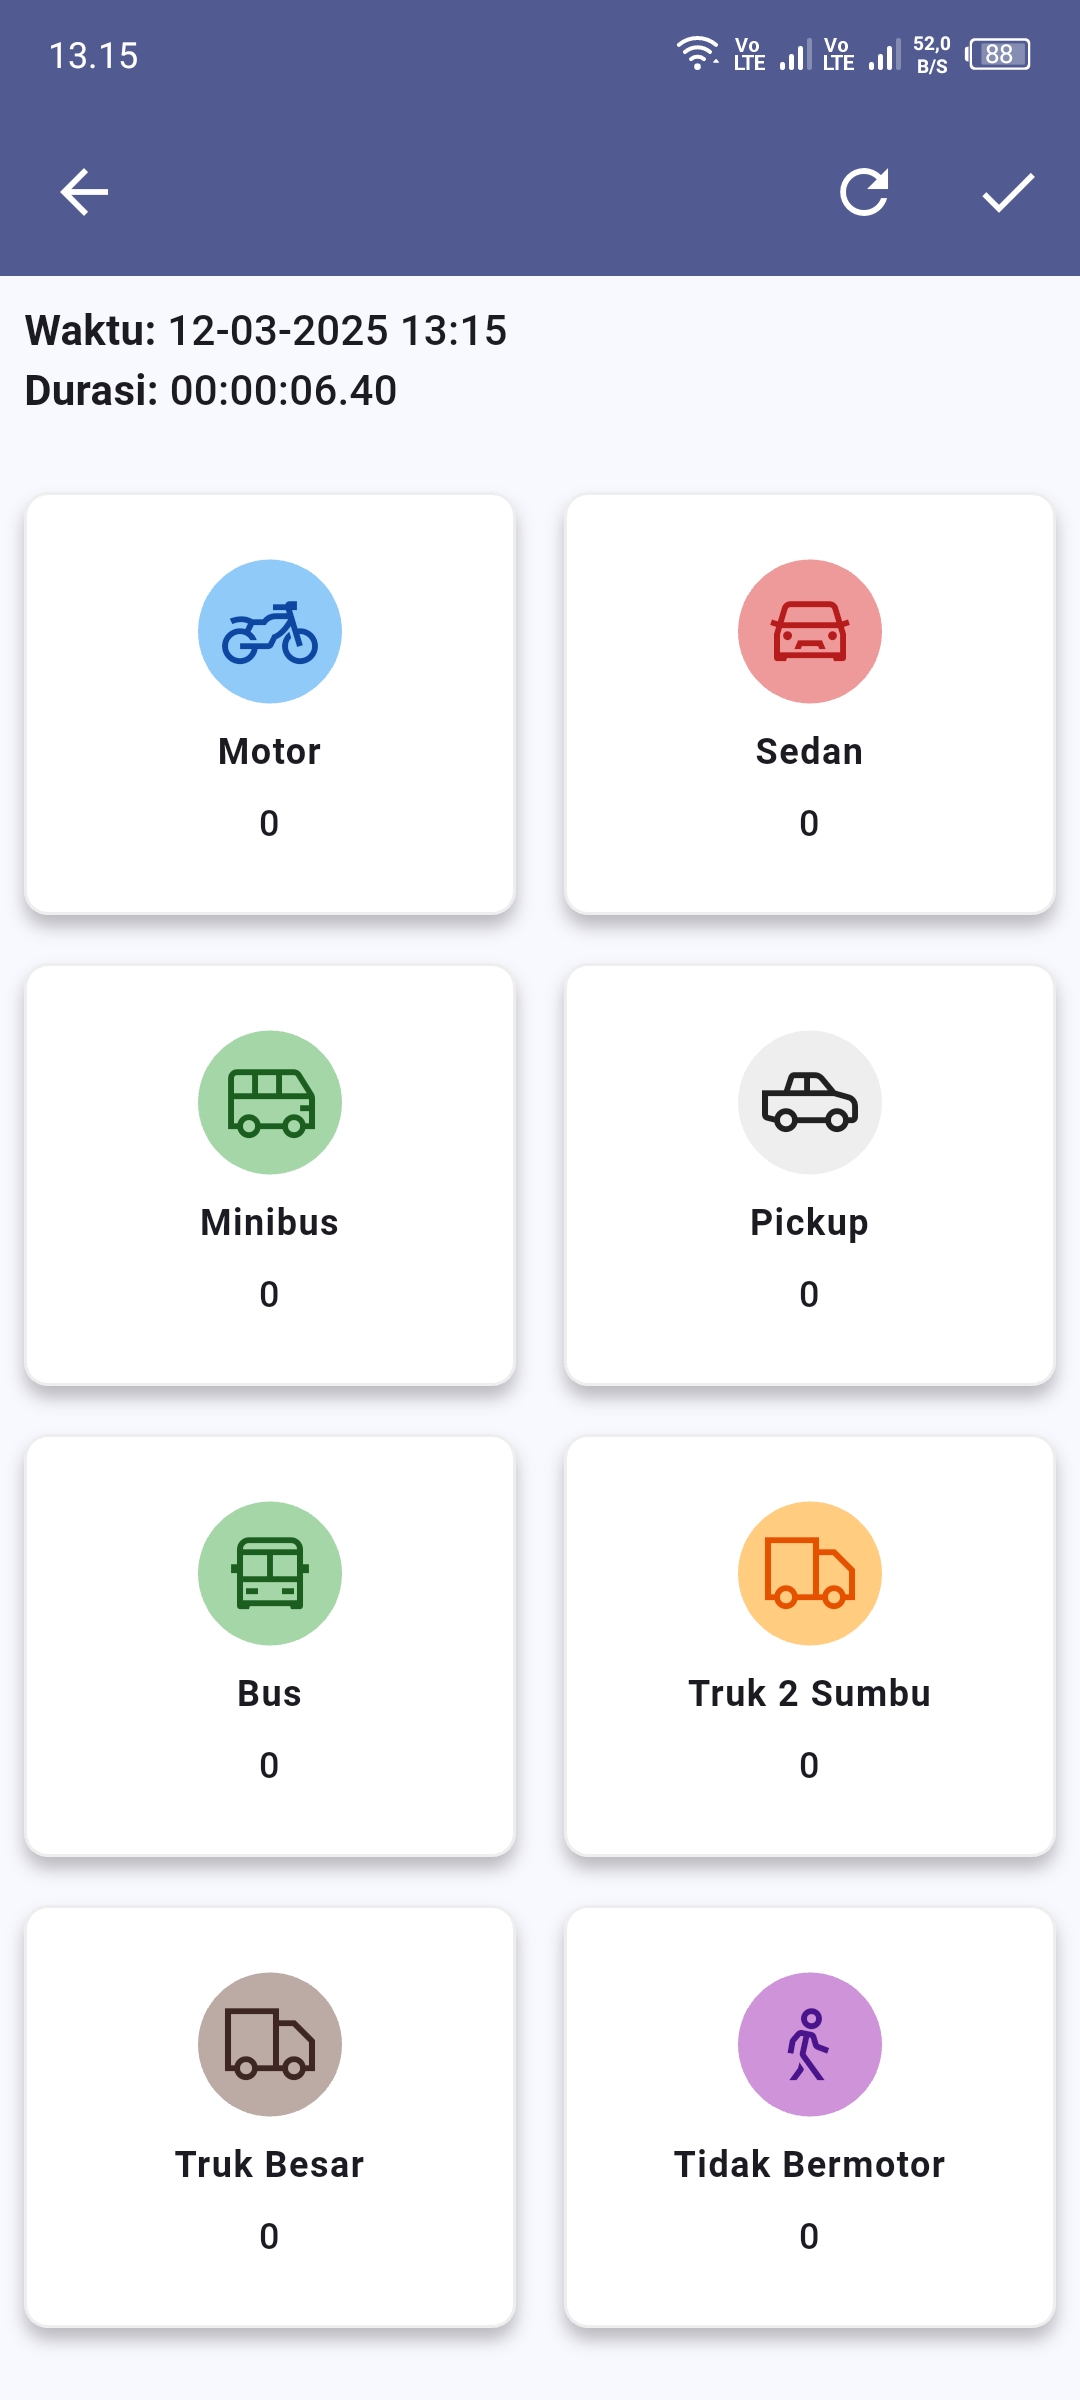 13.15
Vo LTE Vo LTE 52,0 B/S 88
Waktu: 12-03-2025 13:15
Durasi: 00:00:06.40
Motor
0
Sedan
0
Minibus
0
Pickup
0
Bus
0
Truk 2 Sumbu
0
Truk Besar
0
Tidak Bermotor
0